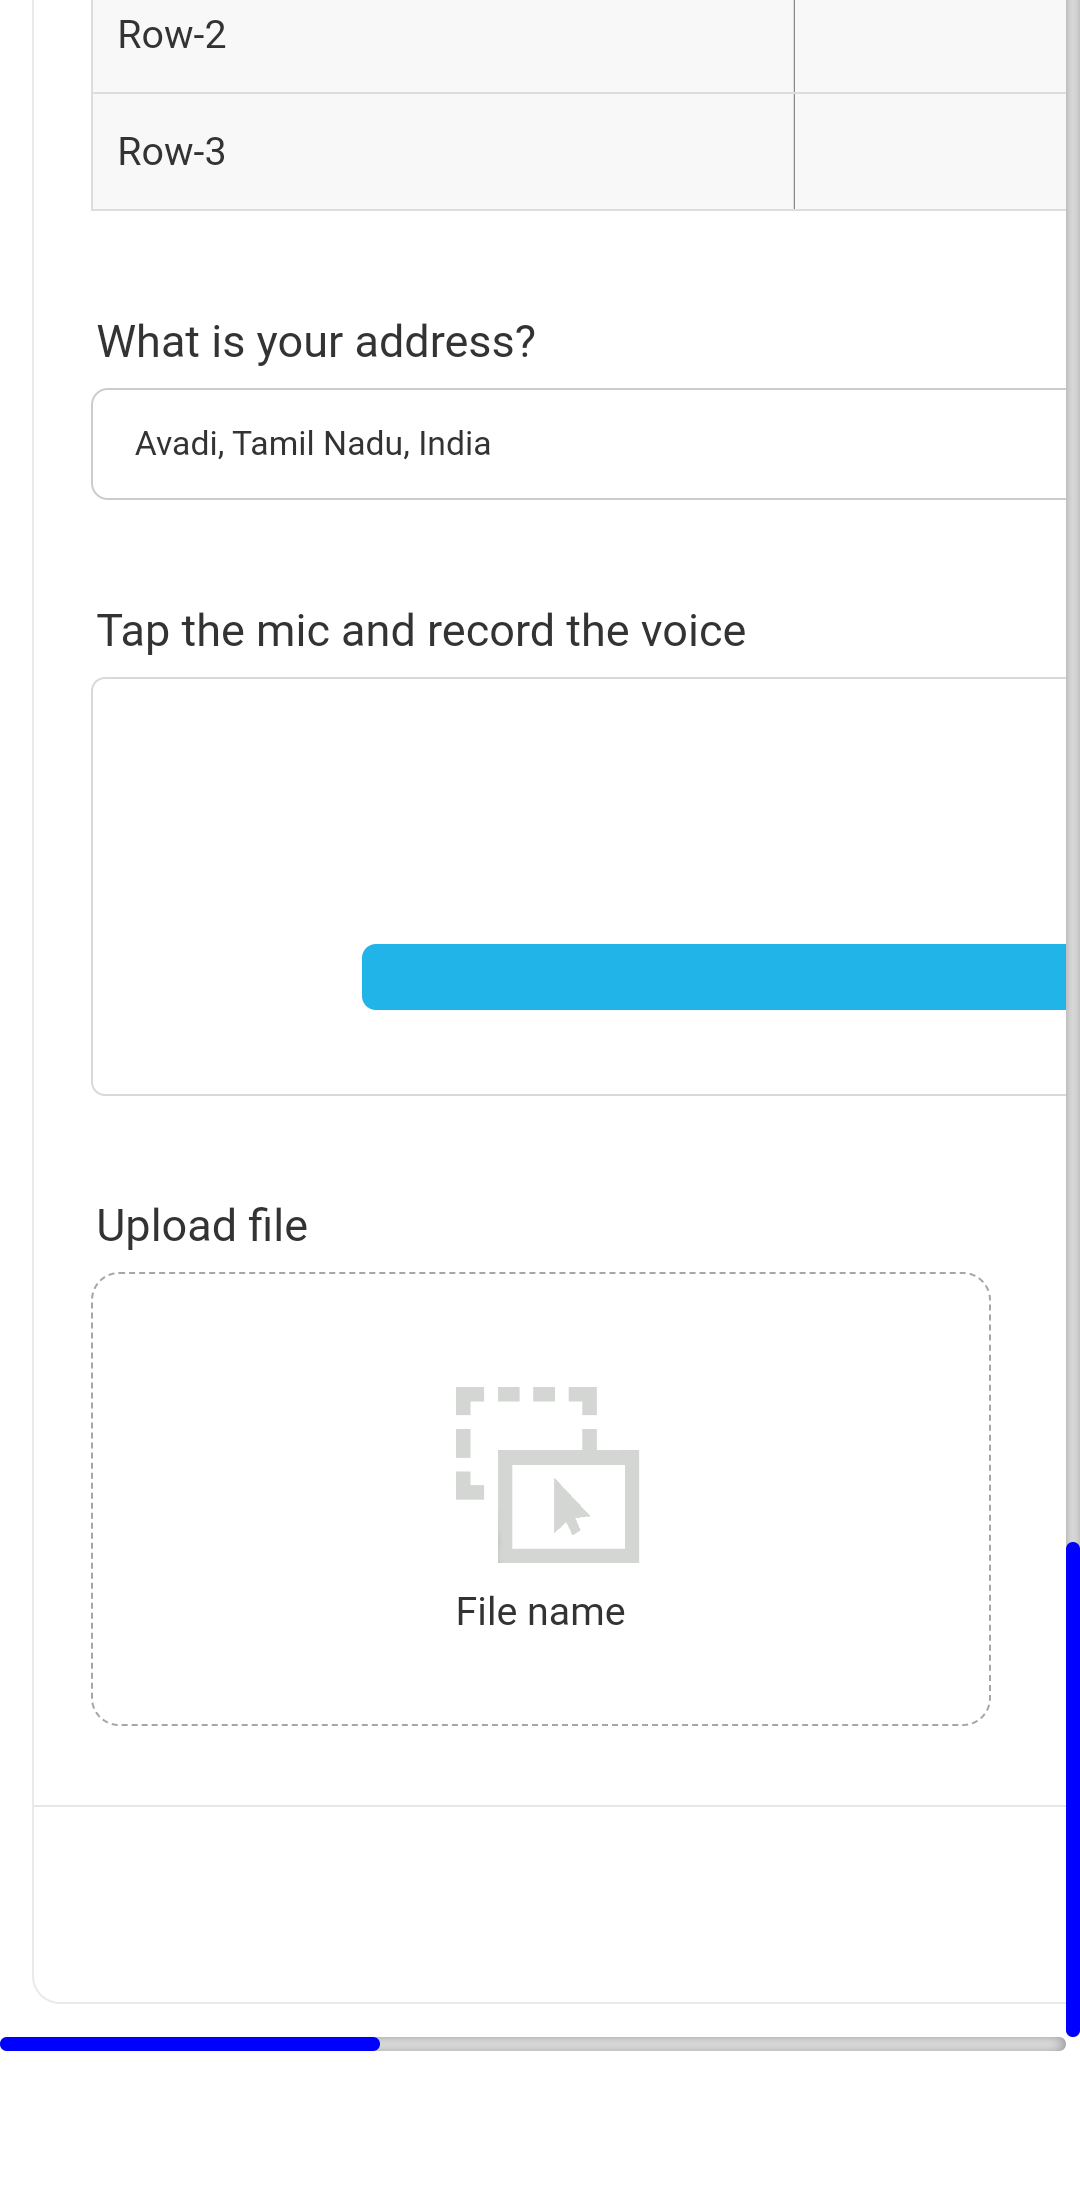 Row-2
Row-3
What is your address?
Avadi, Tamil Nadu, India
Tap the mic and record the voice
Upload file
File name